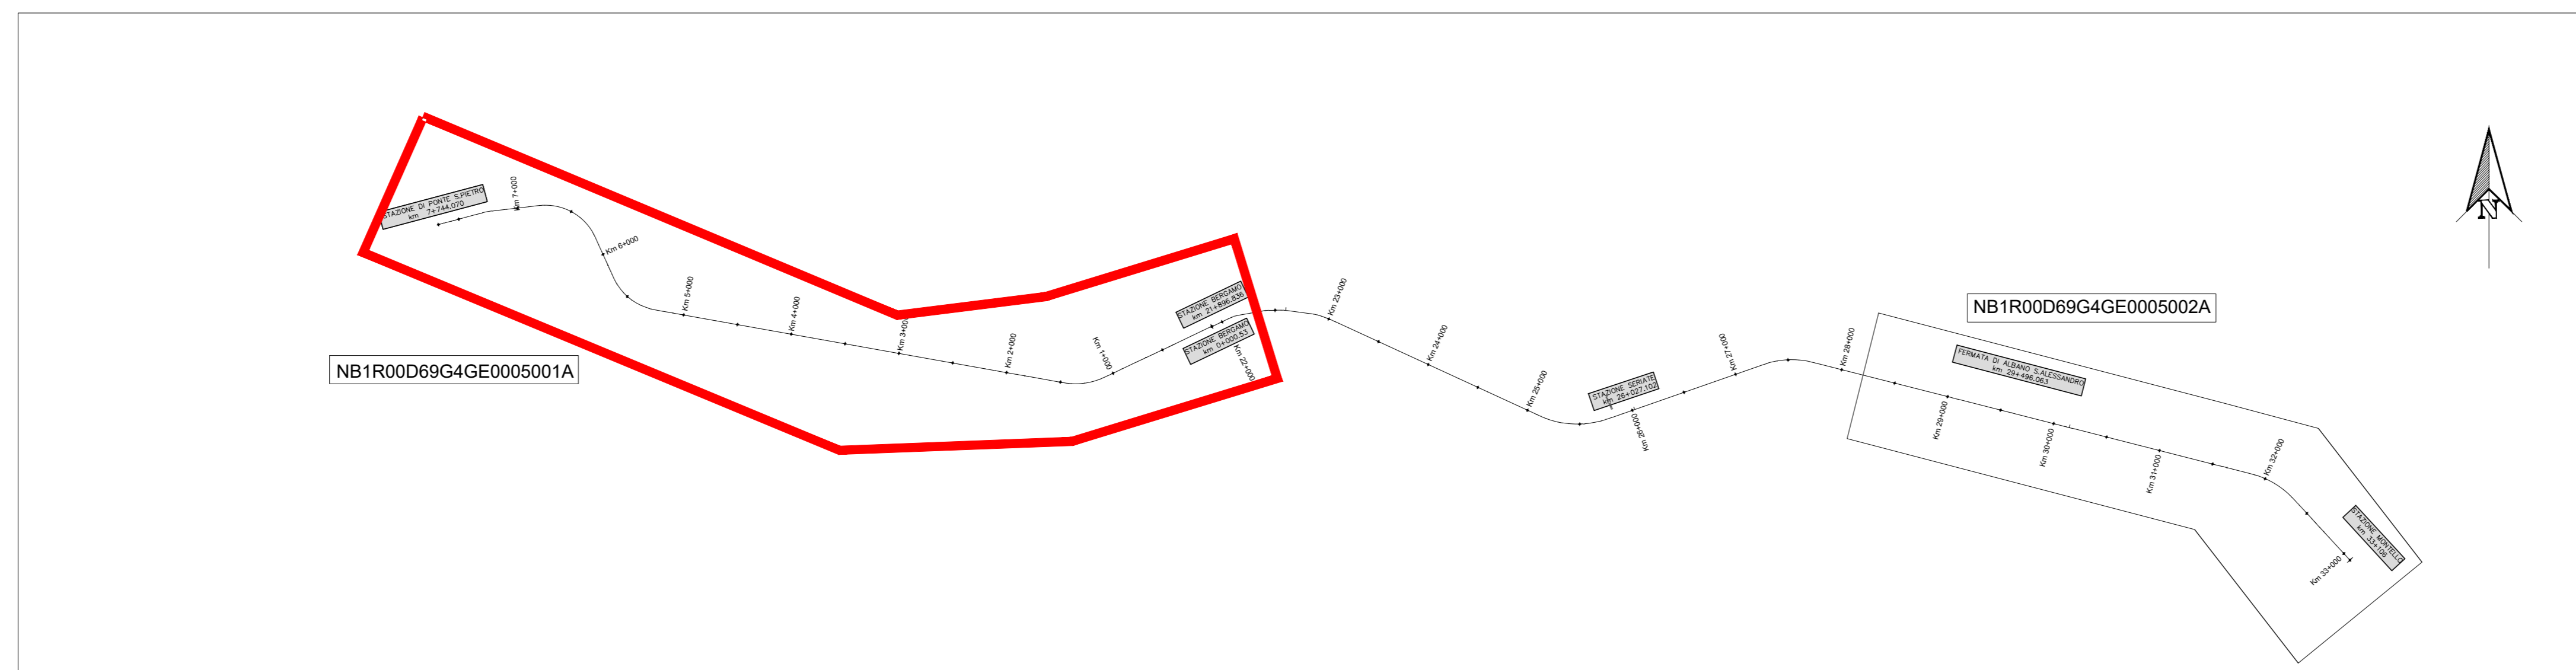 STAZIONE DI PONTE S.PIETRO
km 7+744.070
Km 7+000
Km 6+000
Km 5+000
Km 4+000
Km 3+000
Km 2+000
Km 1+000
STAZIONE BERGAMO
km 21+896.836
STAZIONE BERGAMO
km 0+000.53
Km 22+000
NB1R00D69G4GE0005001A
Km 23+000
Km 24+000
Km 25+000
STAZIONE SERIATE
km 26+027.102
Km 26+000
Km 27+000
Km 28+000
NB1R00D69G4GE0005002A
FERMATA DI ALBANO S.ALESSANDRO
km 29+496.063
Km 29+000
Km 30+000
Km 31+000
Km 32+000
STAZIONE MONTELLO
km 33+106
Km 33+000
N